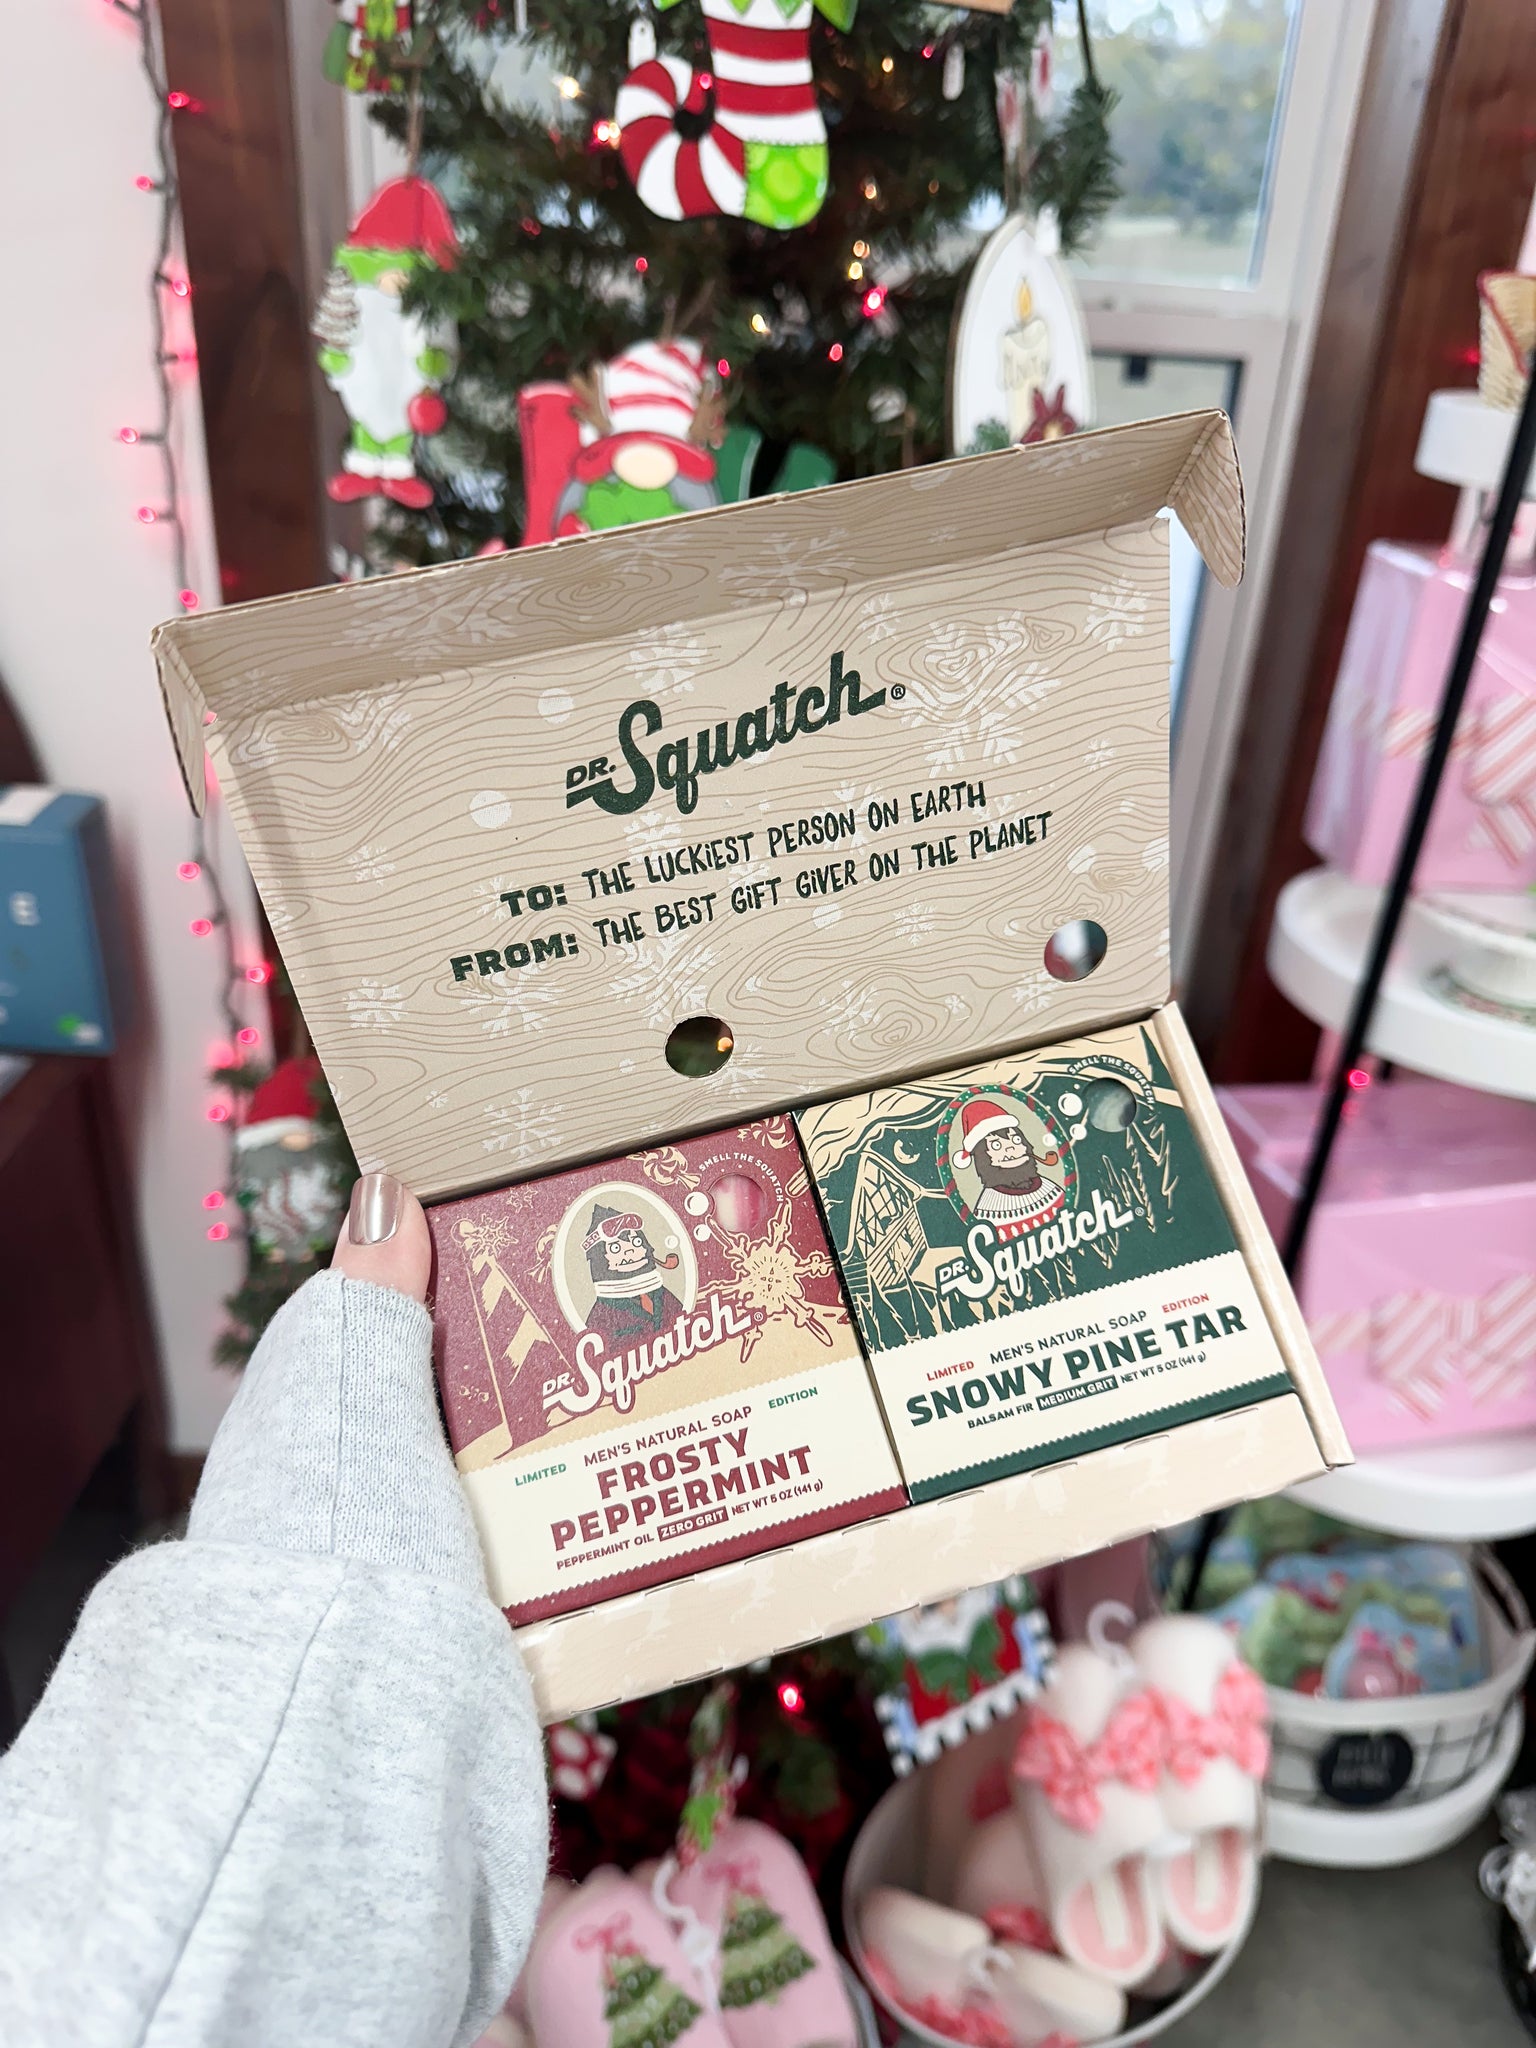 DR. Squatch®
TO: THE LUCKIEST PERSON ON EARTH
FROM: THE BEST GIFT GIVER ON THE PLANET
SMELL THE SQUATCH
DR. Squatch®
LIMITED MEN'S NATURAL SOAP EDITION
FROSTY
PEPPERMINT
PEPPERMINT OIL ZERO GRIT NET WT 5 OZ (141 g)
SMELL THE SQUATCH
DR. Squatch®
LIMITED MEN'S NATURAL SOAP EDITION
SNOWY PINE TAR
BALSAM FIR MEDIUM GRIT NET WT 5 OZ (141 g)